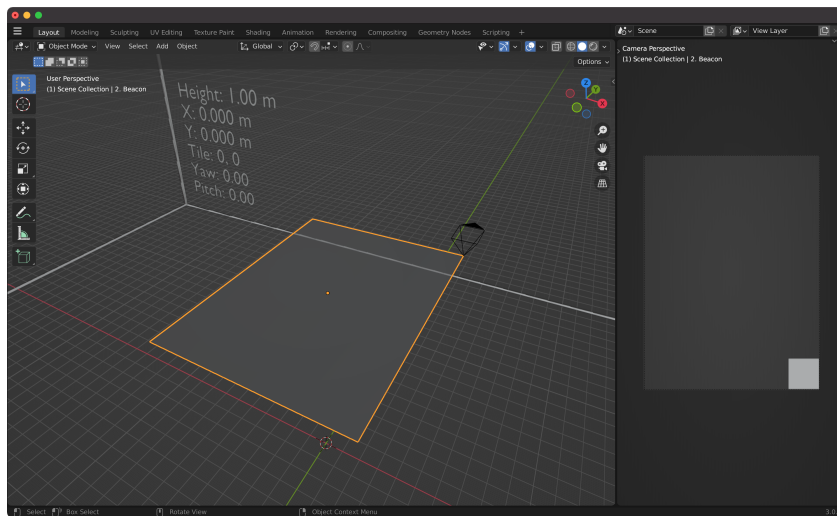 Layout Modeling Sculpting UV Editing Texture Paint Shading Animation Rendering Compositing Geometry Nodes Scripting +
Scene
View Layer
Object Mode View Select Add Object
Global
Options
User Perspective
(1) Scene Collection | 2. Beacon
Height: 1.00 m
X: 0.000 m
Y: 0.000 m
Tile: 0, 0
Yaw: 0.00
Pitch: 0.00
Z
Y
X
Camera Perspective
(1) Scene Collection | 2. Beacon
Select Box Select Rotate View Object Context Menu